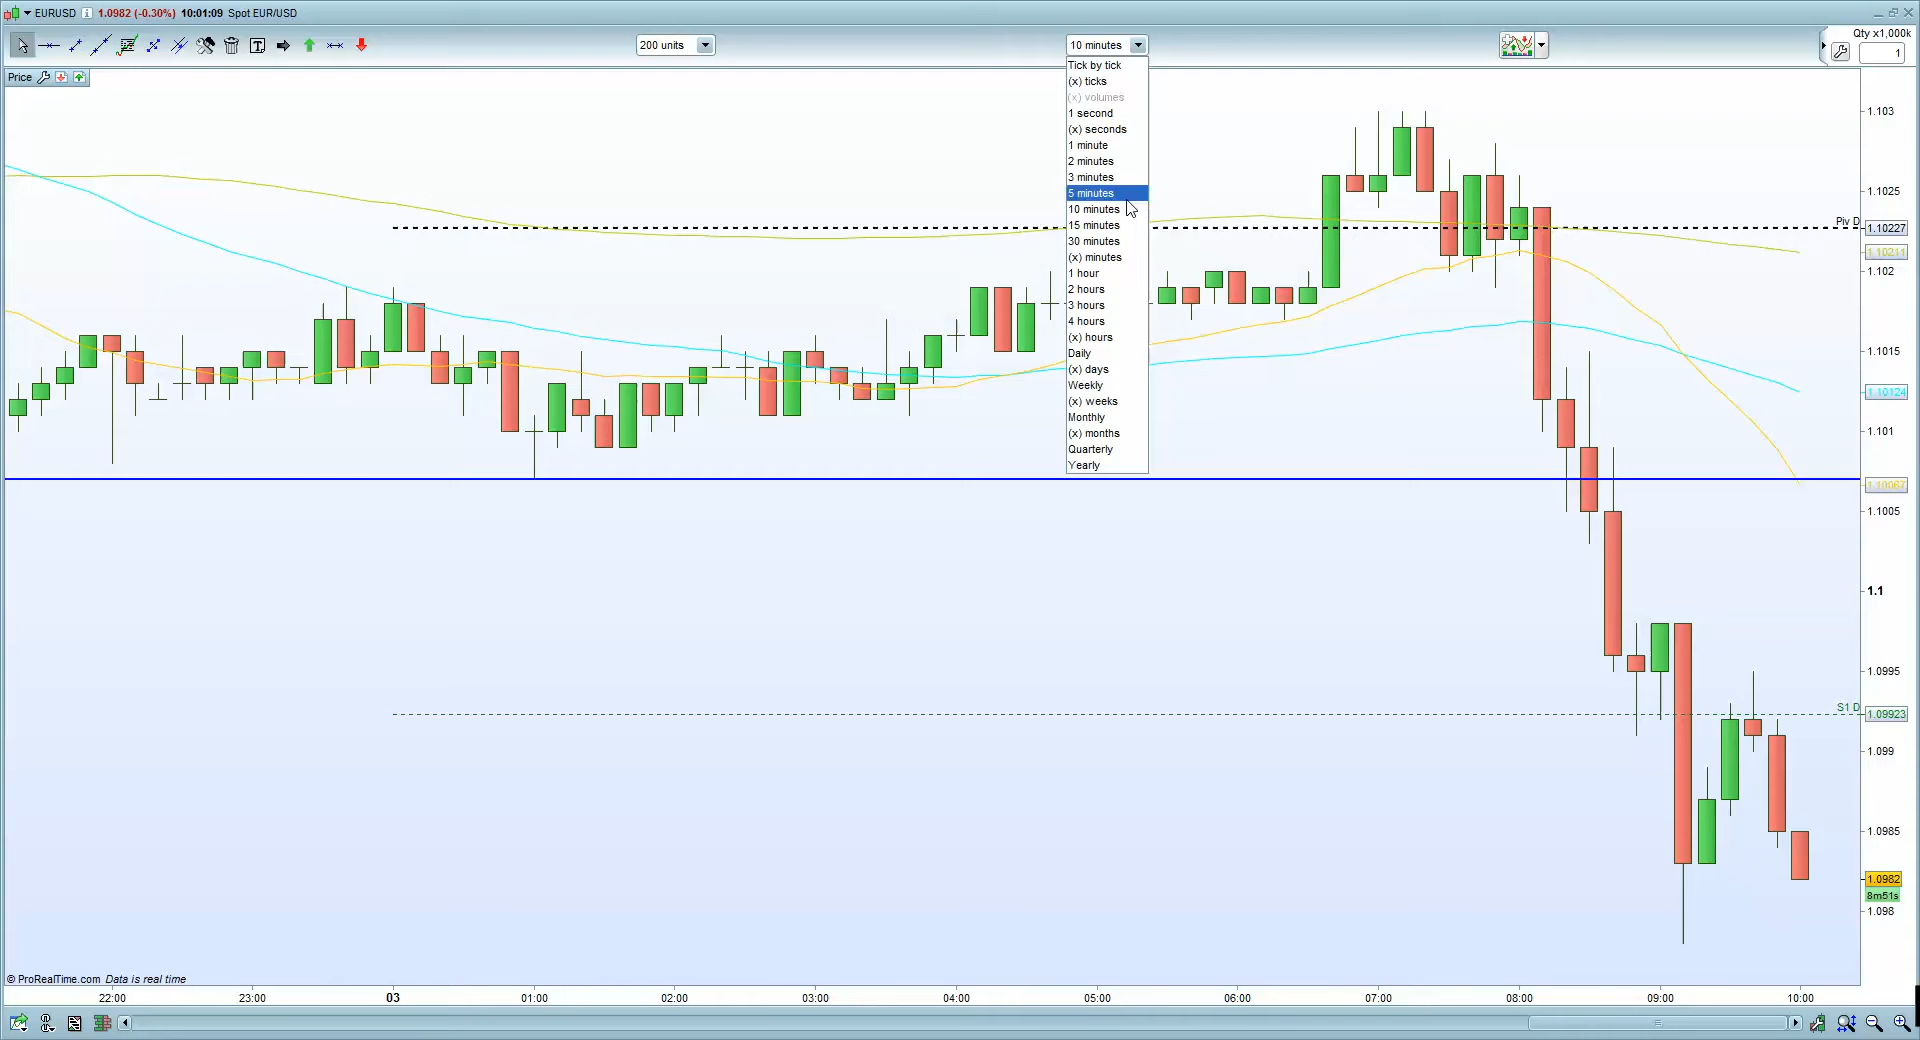 EURUSD 1.0982 (-0.30%) 10:01:09 Spot EUR/USD
200 units
10 minutes
Qty x1,000k
1
Price
Tick by tick
(x) ticks
(x) volumes
1 second
(x) seconds
1 minute
2 minutes
3 minutes
5 minutes
10 minutes
15 minutes
30 minutes
(x) minutes
1 hour
2 hours
3 hours
4 hours
(x) hours
Daily
(x) days
Weekly
(x) weeks
Monthly
(x) months
Quarterly
Yearly
1.103
1.1025
Piv D 1.10227
1.10211
1.102
1.1015
1.10124
1.101
1.10067
1.1005
1.1
1.0995
S1 D 1.09923
1.099
1.0985
1.0982
8m51s
1.098
© ProRealTime.com Data is real time
22:00 23:00 03 01:00 02:00 03:00 04:00 05:00 06:00 07:00 08:00 09:00 10:00